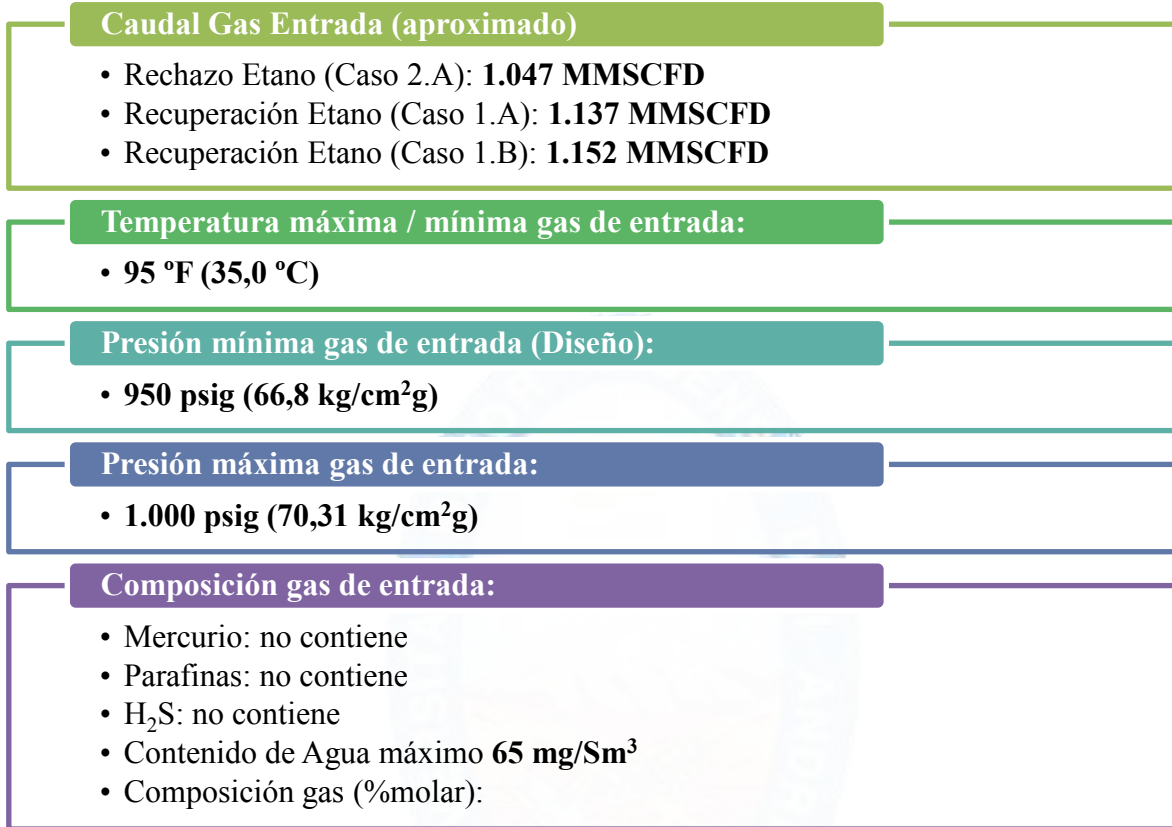 Caudal Gas Entrada (aproximado)
• Rechazo Etano (Caso 2.A): 1.047 MMSCFD
• Recuperación Etano (Caso 1.A): 1.137 MMSCFD
• Recuperación Etano (Caso 1.B): 1.152 MMSCFD
Temperatura máxima / mínima gas de entrada:
• 95 ºF (35,0 ºC)
Presión mínima gas de entrada (Diseño):
• 950 psig (66,8 kg/cm²g)
Presión máxima gas de entrada:
• 1.000 psig (70,31 kg/cm²g)
Composición gas de entrada:
• Mercurio: no contiene
• Parafinas: no contiene
• H₂S: no contiene
• Contenido de Agua máximo 65 mg/Sm³
• Composición gas (%molar):